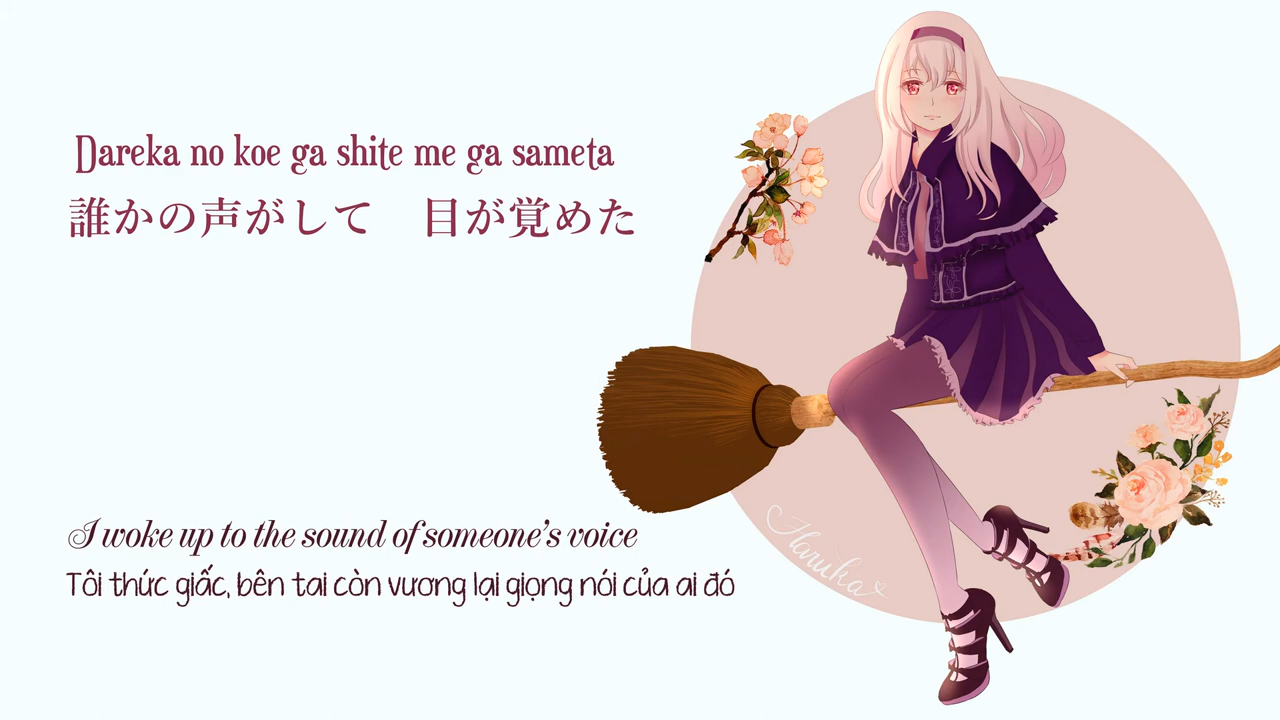 Dareka no koe ga shite me ga sameta
誰かの声がして　目が覚めた
I woke up to the sound of someone's voice
Tôi thức giấc, bên tai còn vương lại giọng nói của ai đó
Haruka